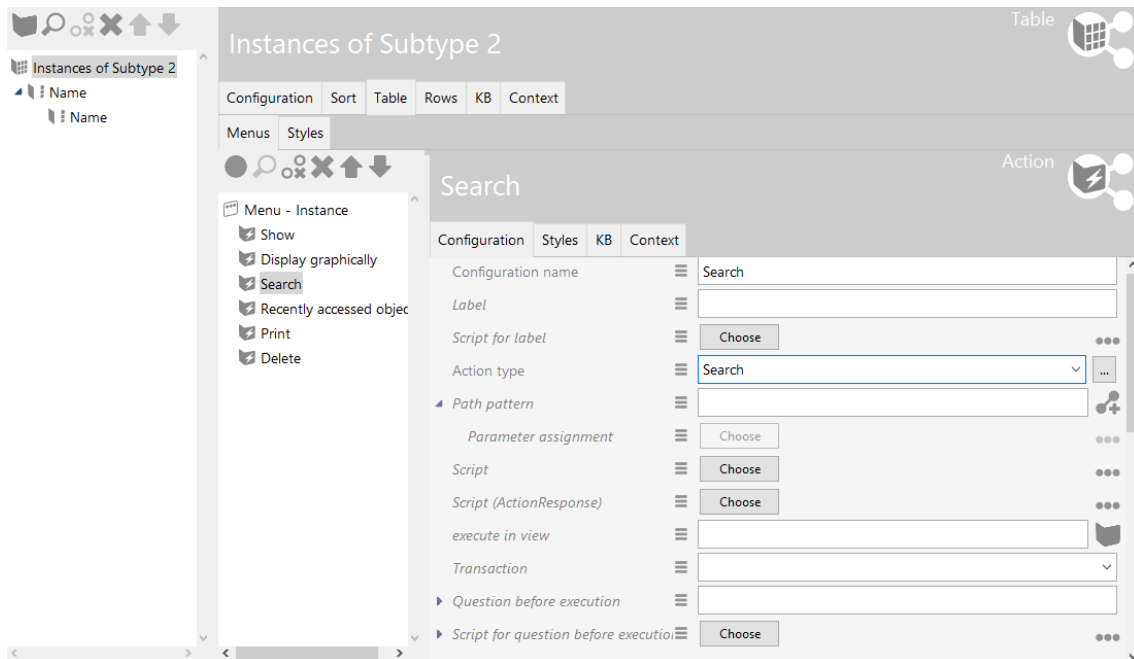 Table
Instances of Subtype 2
Instances of Subtype 2
Name
Name
Configuration Sort Table Rows KB Context
Menus Styles
Action
Search
Menu - Instance
Show
Display graphically
Search
Recently accessed objec
Print
Delete
Configuration Styles KB Context
Configuration name Search
Label
Script for label Choose
Action type Search ...
Path pattern
Parameter assignment Choose
Script Choose
Script (ActionResponse) Choose
execute in view
Transaction
Question before execution
Script for question before execution Choose